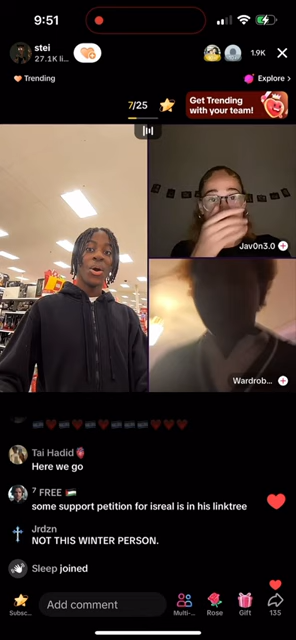 9:51
stei
27.1K li...
1.9K
Trending
Explore >
7/25
Get Trending
with your team!
Jav0n3.0
Wardrob...
Tai Hadid
Here we go
7 FREE 🇵🇸
some support petition for isreal is in his linktree
Jrdzn
NOT THIS WINTER PERSON.
Sleep joined
Add comment
Subsc...
Multi-...
Rose
Gift
135